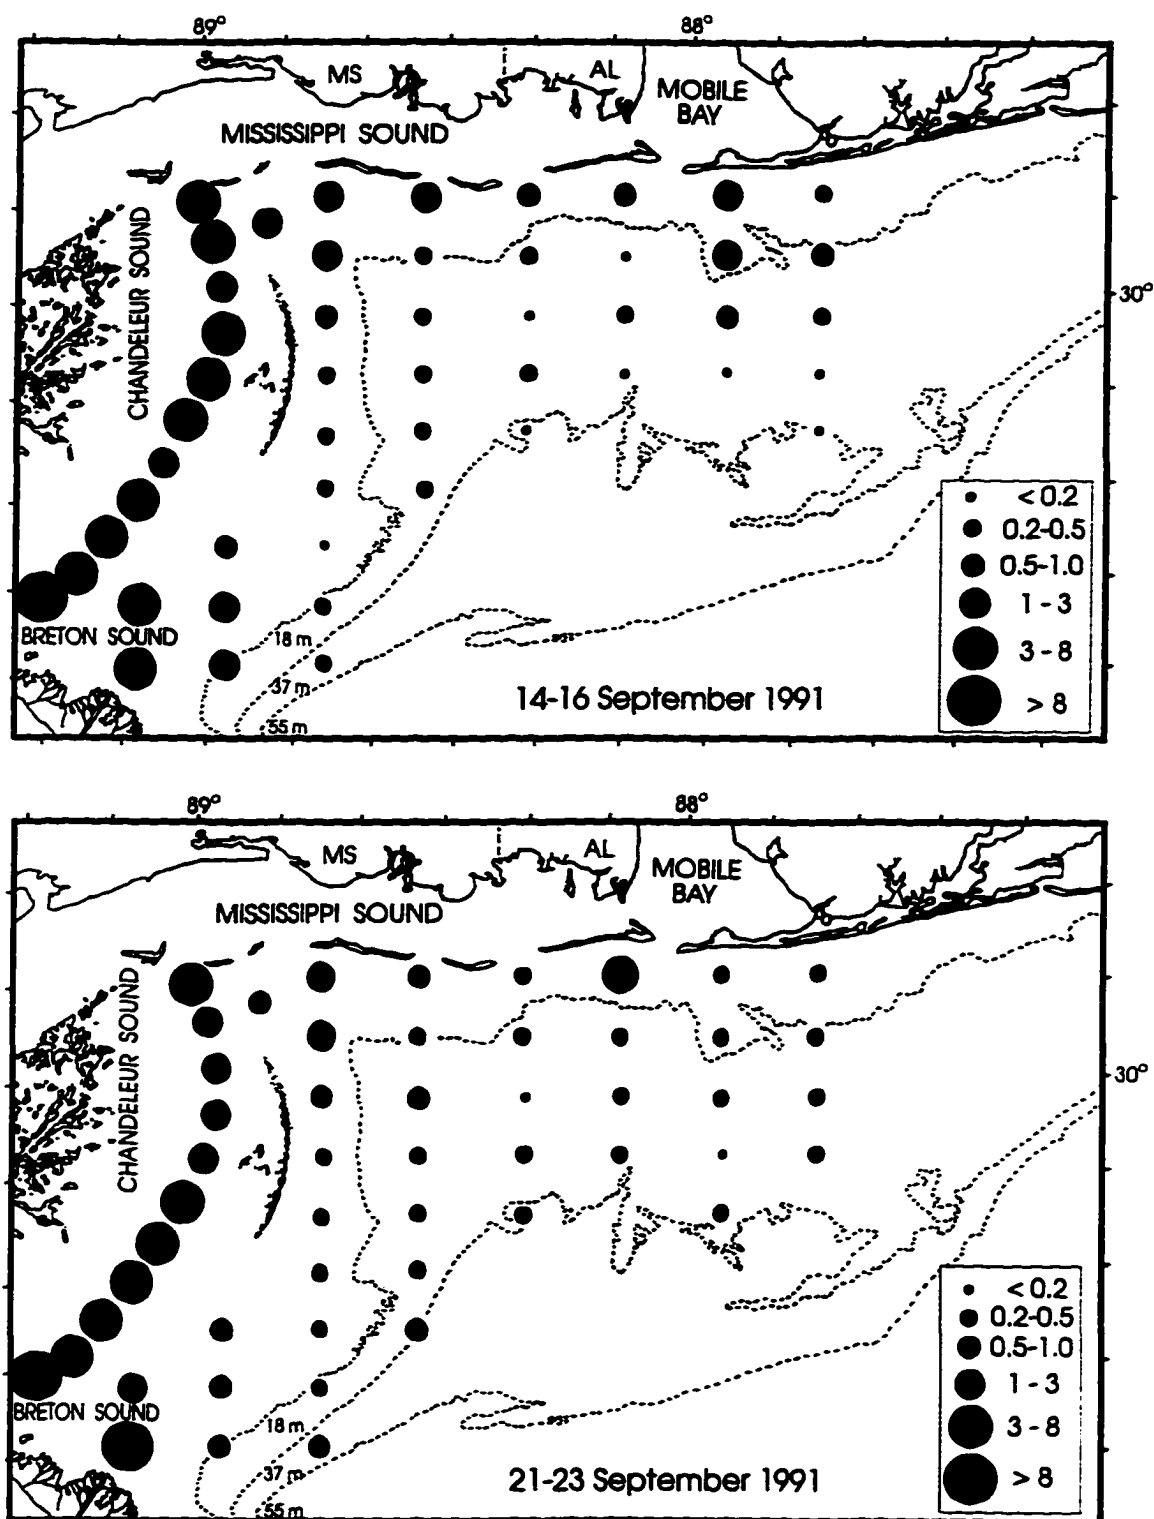 89° 88°
MS AL MOBILE
BAY
MISSISSIPPI SOUND
CHANDELEUR SOUND
30°
< 0.2
0.2-0.5
0.5-1.0
1 - 3
3 - 8
> 8
BRETON SOUND
18 m
37 m
55 m
14-16 September 1991
89° 88°
MS AL MOBILE
BAY
MISSISSIPPI SOUND
CHANDELEUR SOUND
30°
< 0.2
0.2-0.5
0.5-1.0
1 - 3
3 - 8
> 8
BRETON SOUND
18 m
37 m
55 m
21-23 September 1991